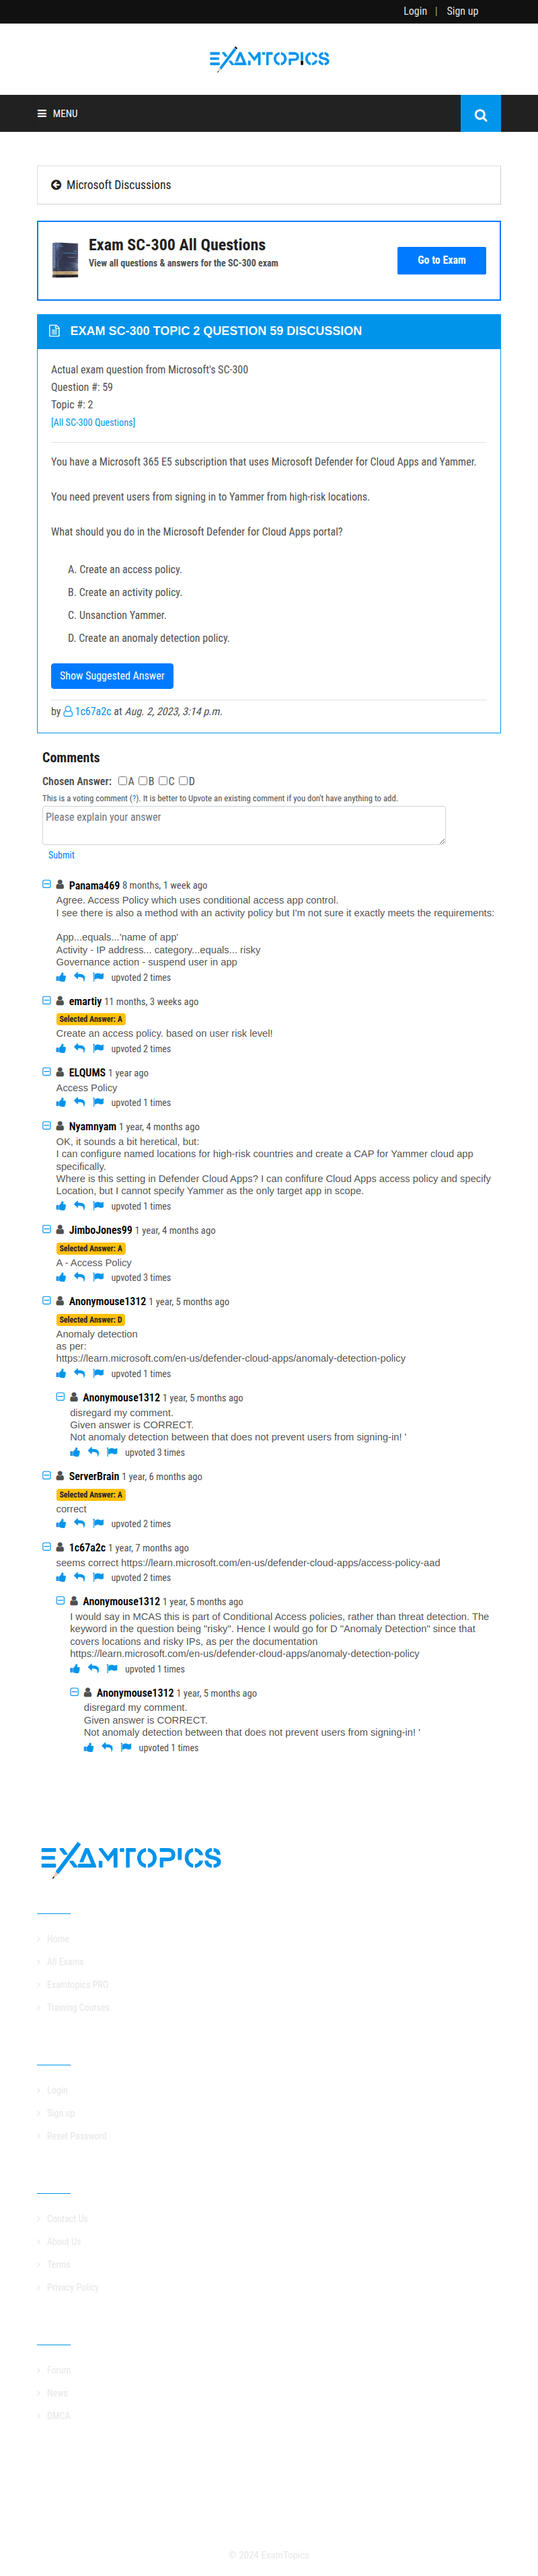 Login | Sign up
EXAMTOPICS
MENU
Microsoft Discussions
Exam SC-300 All Questions
View all questions & answers for the SC-300 exam
Go to Exam
EXAM SC-300 TOPIC 2 QUESTION 59 DISCUSSION
Actual exam question from Microsoft's SC-300
Question #: 59
Topic #: 2
[All SC-300 Questions]
You have a Microsoft 365 E5 subscription that uses Microsoft Defender for Cloud Apps and Yammer.
You need prevent users from signing in to Yammer from high-risk locations.
What should you do in the Microsoft Defender for Cloud Apps portal?
A. Create an access policy.
B. Create an activity policy.
C. Unsanction Yammer.
D. Create an anomaly detection policy.
Show Suggested Answer
by 1c67a2c at Aug. 2, 2023, 3:14 p.m.
Comments
Chosen Answer: A B C D
This is a voting comment (?). It is better to Upvote an existing comment if you don't have anything to add.
Please explain your answer
Submit
Panama469 8 months, 1 week ago
Agree. Access Policy which uses conditional access app control.
I see there is also a method with an activity policy but I'm not sure it exactly meets the requirements:
App...equals...'name of app'
Activity - IP address... category...equals... risky
Governance action - suspend user in app
upvoted 2 times
emartiy 11 months, 3 weeks ago
Selected Answer: A
Create an access policy. based on user risk level!
upvoted 2 times
ELQUMS 1 year ago
Access Policy
upvoted 1 times
Nyamnyam 1 year, 4 months ago
OK, it sounds a bit heretical, but:
I can configure named locations for high-risk countries and create a CAP for Yammer cloud app
specifically.
Where is this setting in Defender Cloud Apps? I can confifure Cloud Apps access policy and specify
Location, but I cannot specify Yammer as the only target app in scope.
upvoted 1 times
JimboJones99 1 year, 4 months ago
Selected Answer: A
A - Access Policy
upvoted 3 times
Anonymouse1312 1 year, 5 months ago
Selected Answer: D
Anomaly detection
as per:
https://learn.microsoft.com/en-us/defender-cloud-apps/anomaly-detection-policy
upvoted 1 times
Anonymouse1312 1 year, 5 months ago
disregard my comment.
Given answer is CORRECT.
Not anomaly detection between that does not prevent users from signing-in! '
upvoted 3 times
ServerBrain 1 year, 6 months ago
Selected Answer: A
correct
upvoted 2 times
1c67a2c 1 year, 7 months ago
seems correct https://learn.microsoft.com/en-us/defender-cloud-apps/access-policy-aad
upvoted 2 times
Anonymouse1312 1 year, 5 months ago
I would say in MCAS this is part of Conditional Access policies, rather than threat detection. The
keyword in the question being "risky". Hence I would go for D "Anomaly Detection" since that
covers locations and risky IPs, as per the documentation
https://learn.microsoft.com/en-us/defender-cloud-apps/anomaly-detection-policy
upvoted 1 times
Anonymouse1312 1 year, 5 months ago
disregard my comment.
Given answer is CORRECT.
Not anomaly detection between that does not prevent users from signing-in! '
upvoted 1 times
EXAMTOPICS
Home
All Exams
Examtopics PRO
Training Courses
Login
Sign up
Reset Password
Contact Us
About Us
Terms
Privacy Policy
Forum
News
DMCA
© 2024 ExamTopics